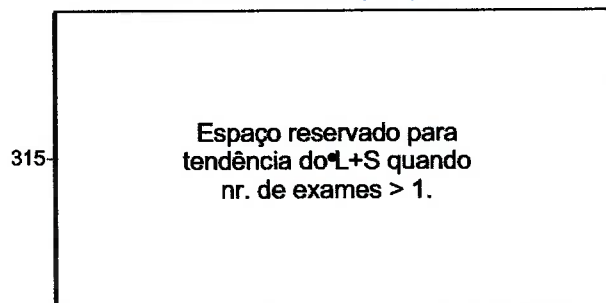 Espaço reservado para
315- tendência do L+S quando
nr. de exames > 1.